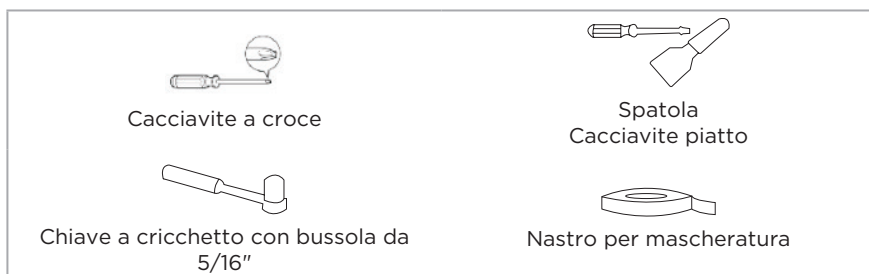 Cacciavite a croce
Spatola
Cacciavite piatto
Chiave a cricchetto con bussola da
5/16"
Nastro per mascheratura